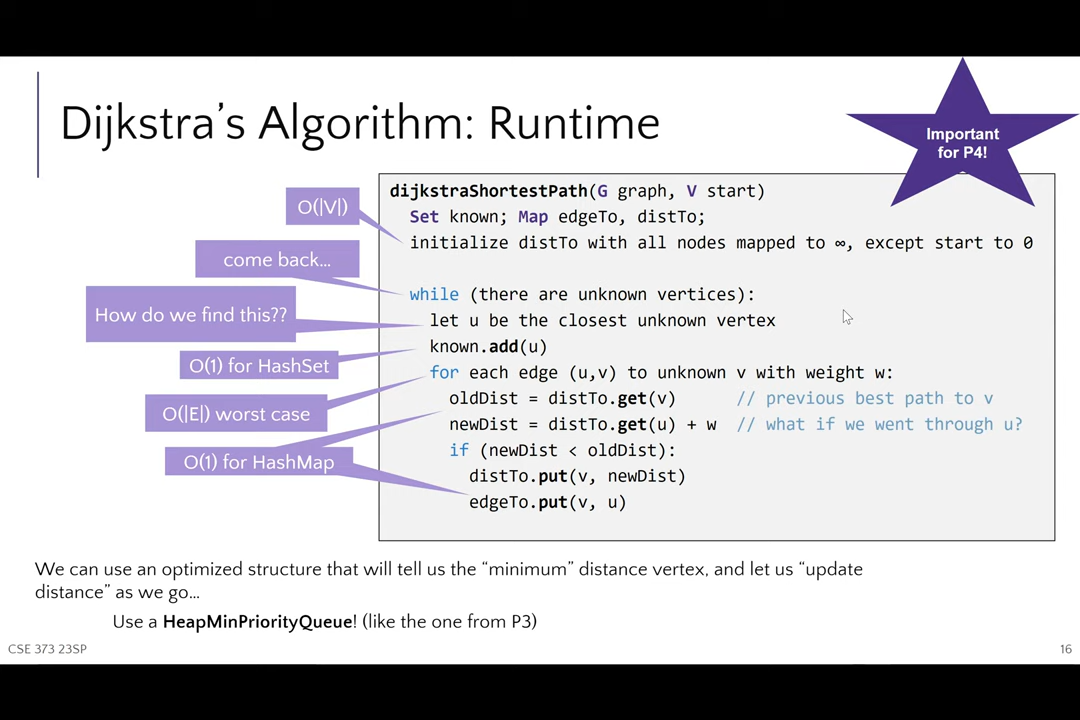 Dijkstra's Algorithm: Runtime
Important
for P4!
O(|V|)
come back...
How do we find this??
O(1) for HashSet
O(|E|) worst case
O(1) for HashMap
dijkstraShortestPath(G graph, V start)
Set known; Map edgeTo, distTo;
initialize distTo with all nodes mapped to ∞, except start to 0
while (there are unknown vertices):
let u be the closest unknown vertex
known.add(u)
for each edge (u,v) to unknown v with weight w:
oldDist = distTo.get(v) // previous best path to v
newDist = distTo.get(u) + w // what if we went through u?
if (newDist < oldDist):
distTo.put(v, newDist)
edgeTo.put(v, u)
We can use an optimized structure that will tell us the “minimum” distance vertex, and let us “update
distance” as we go...
Use a HeapMinPriorityQueue! (like the one from P3)
CSE 373 23SP
16